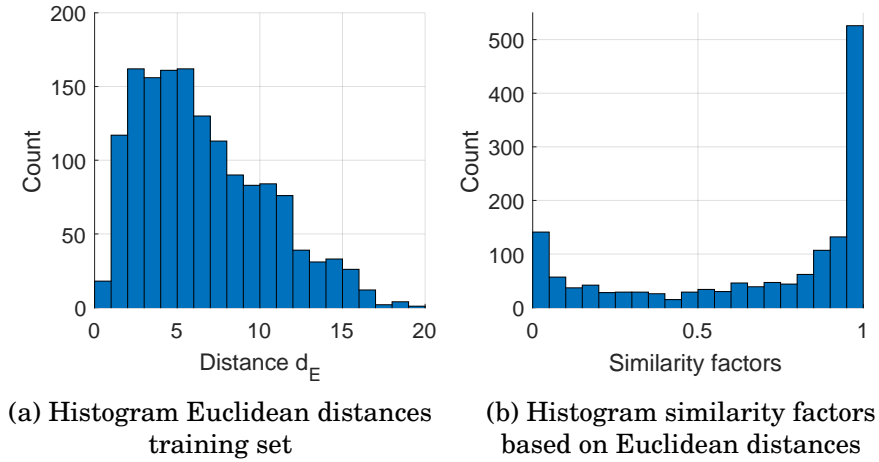 200
150
100
50
0
Count
0 5 10 15 20
Distance d_E
(a) Histogram Euclidean distances
training set
500
400
300
200
100
0
Count
0 0.5 1
Similarity factors
(b) Histogram similarity factors
based on Euclidean distances